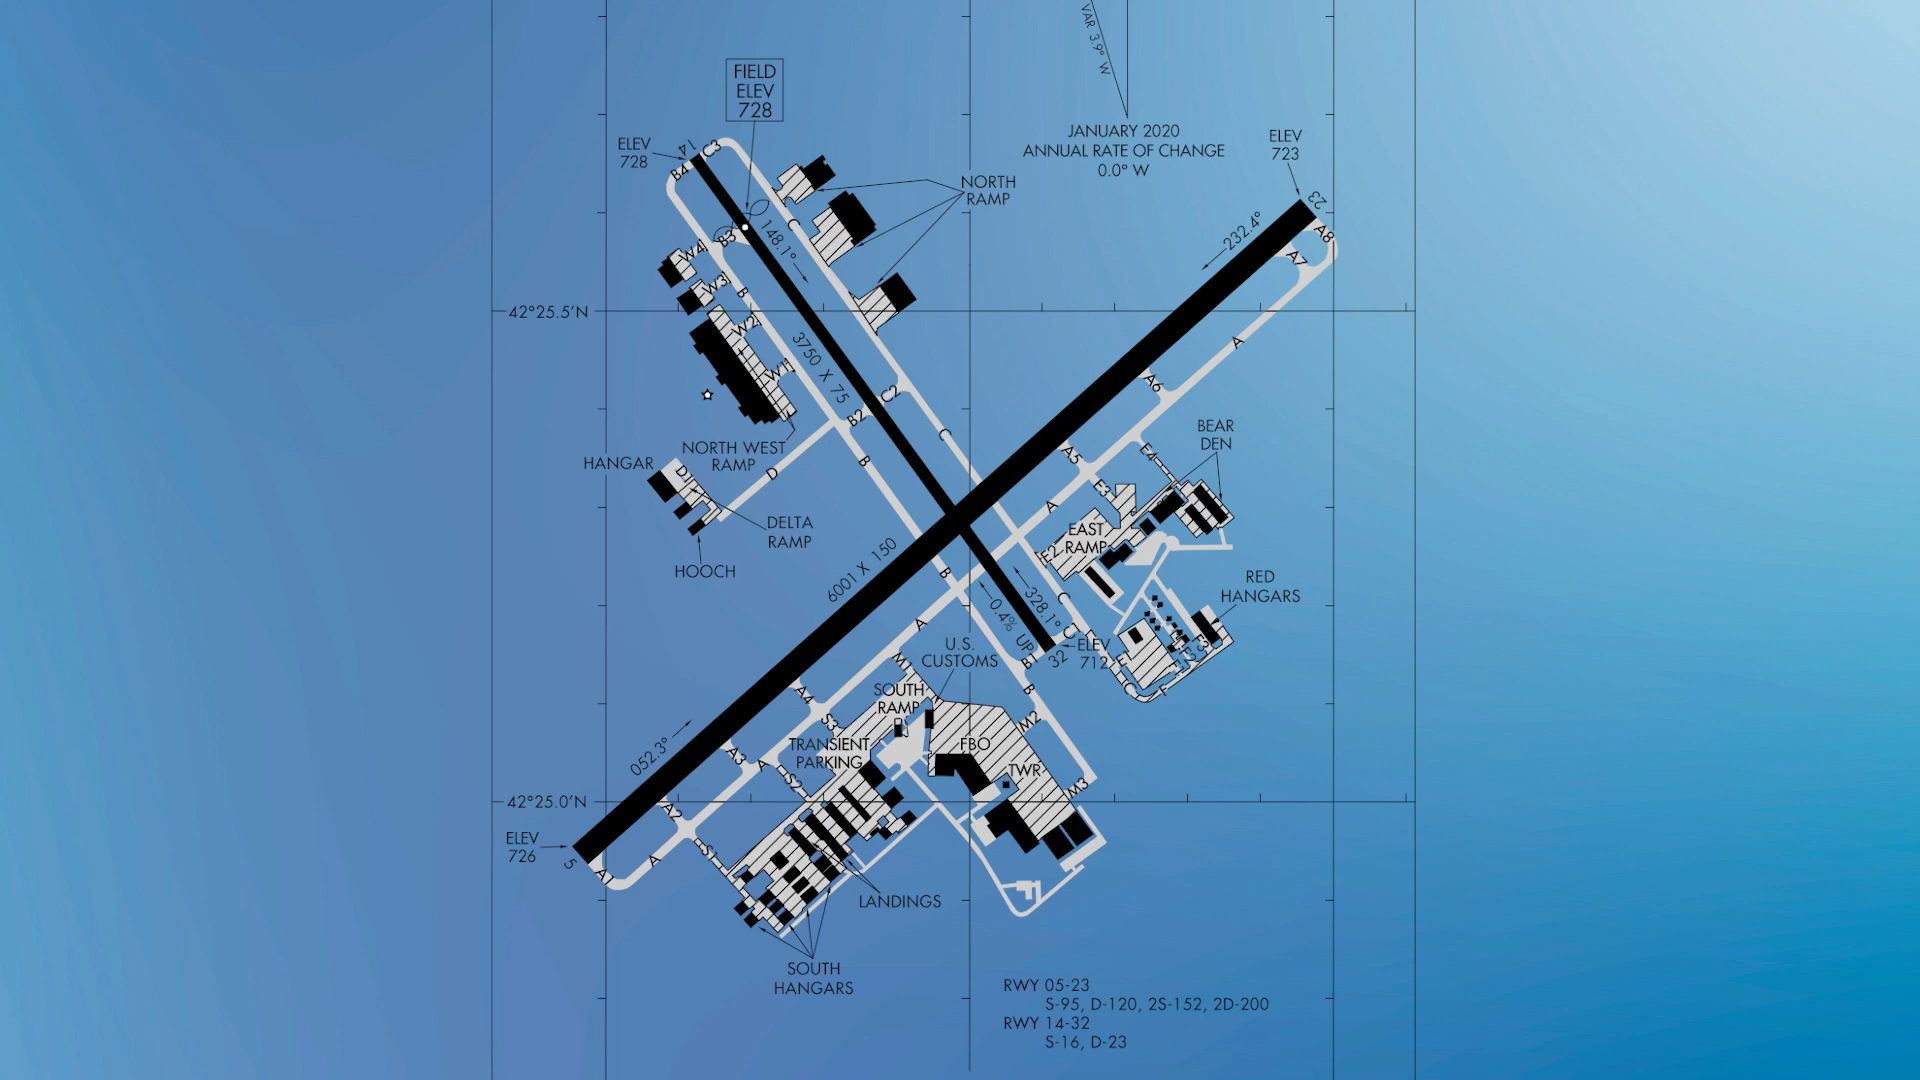 VAR 3.9° W
FIELD
ELEV
728
JANUARY 2020
ANNUAL RATE OF CHANGE
0.0° W
ELEV
723
ELEV
728
14
C3
B4
NORTH
RAMP
23
A8
A7
232.4°
W4
B3
148.1°
C
W3
B
42°25.5'N
W2
W1
3750 X 75
A
A6
C2
B2
C
BEAR
DEN
NORTH WEST
RAMP
HANGAR
D1
D
B
A5
E4
E3
A
DELTA
RAMP
EAST
RAMP
E2
HOOCH
6001 X 150
B
328.1°
0.4% UP
C
RED
HANGARS
A
U.S.
CUSTOMS
B1
32
ELEV
712
C1
E1
F3
F2
C
F
M1
SOUTH
RAMP
B
M2
A4
S3
TRANSIENT
PARKING
FBO
TWR
M3
052.3°
A3
A
S2
42°25.0'N
A2
ELEV
726
5
A1
A
S1
LANDINGS
SOUTH
HANGARS
RWY 05-23
S-95, D-120, 2S-152, 2D-200
RWY 14-32
S-16, D-23